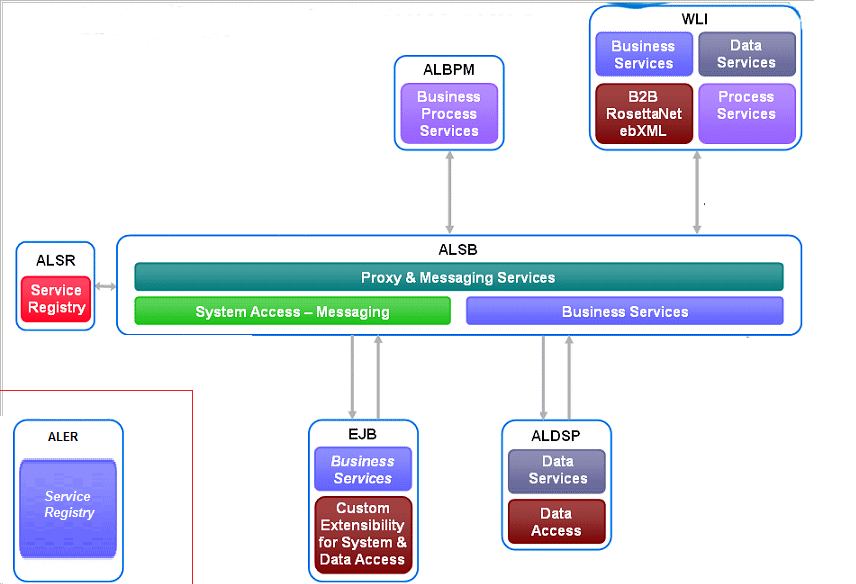 WLI
Business
Services
Data
Services
B2B
RosettaNet
ebXML
Process
Services
ALBPM
Business
Process
Services
ALSR
Service
Registry
ALSB
Proxy & Messaging Services
System Access – Messaging
Business Services
ALER
Service
Registry
EJB
Business
Services
Custom
Extensibility
for System &
Data Access
ALDSP
Data
Services
Data
Access